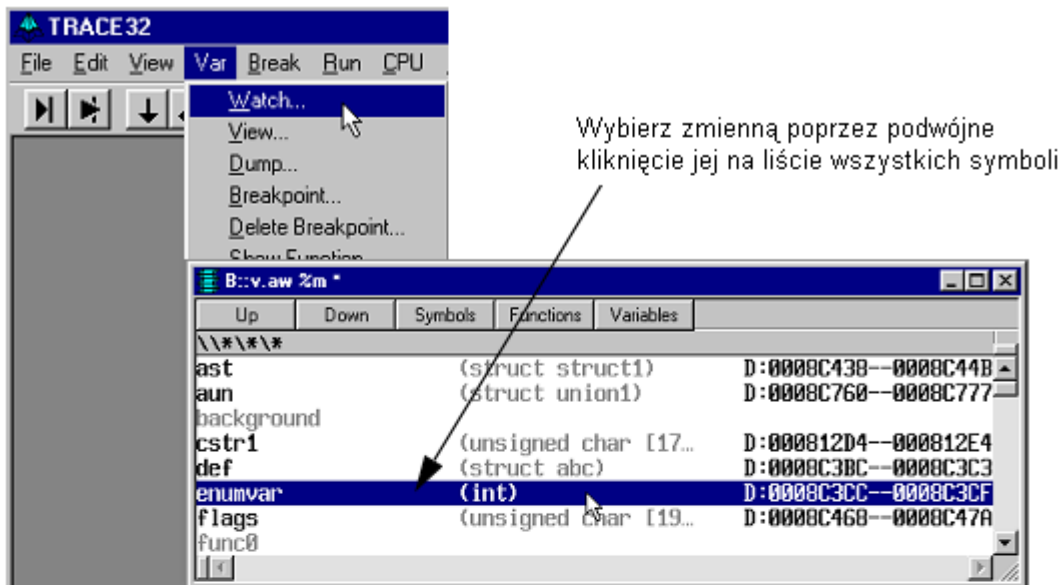 TRACE32
File Edit View Var Break Run CPU
Watch...
View...
Dump...
Breakpoint...
Delete Breakpoint...
Show Function
Wybierz zmienną poprzez podwójne
kliknięcie jej na liście wszystkich symboli
B::v.aw %m *
Up Down Symbols Functions Variables
\\*\*\*
ast (struct struct1) D:0008C438--0008C44B
aun (struct union1) D:0008C760--0008C777
background
cstr1 (unsigned char [17… D:000812D4--000812E4
def (struct abc) D:0008C3BC--0008C3C3
enumvar (int) D:0008C3CC--0008C3CF
flags (unsigned char [19… D:0008C468--0008C47A
func0